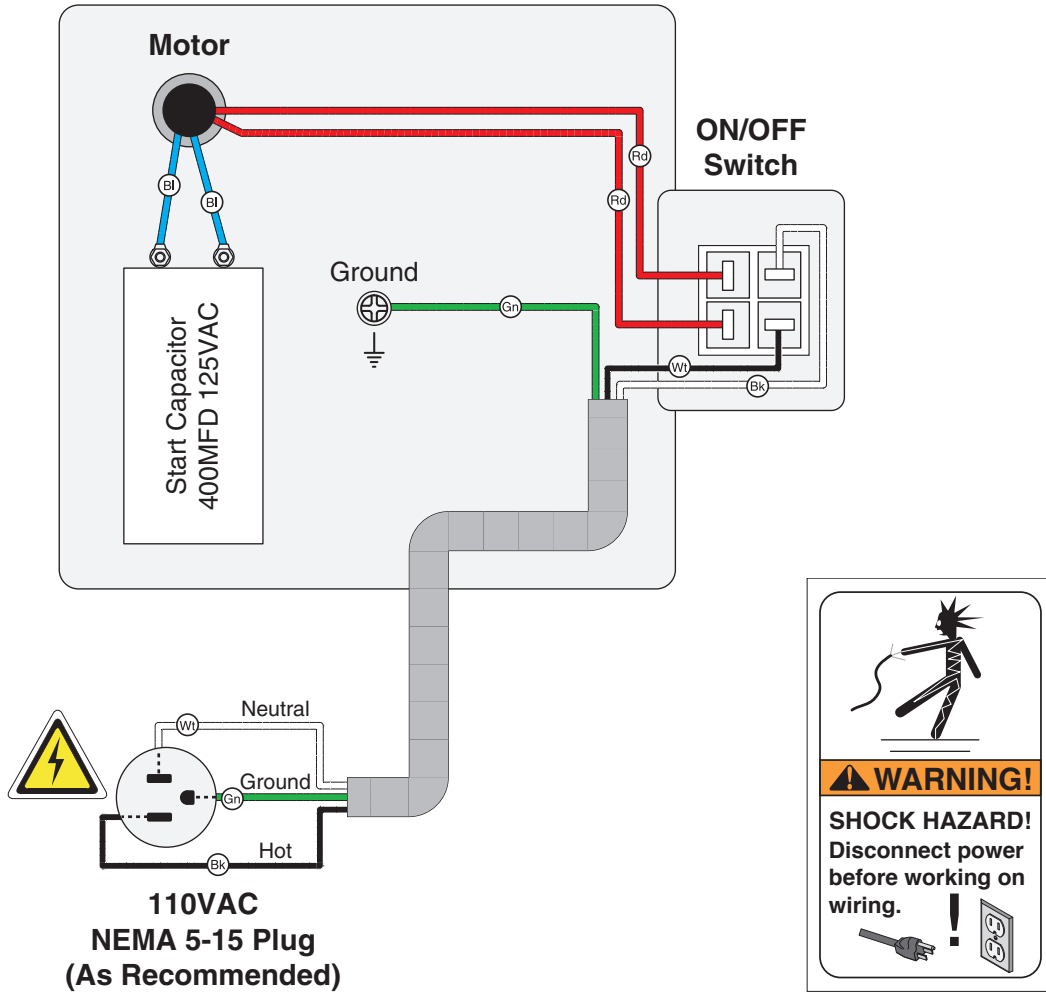 Motor
ON/OFF
Switch
Rd
Rd
Bl
Bl
Ground
Gn
Start Capacitor
400MFD 125VAC
Wt
Bk
Neutral
Wt
Ground
Gn
Hot
Bk
110VAC
NEMA 5-15 Plug
(As Recommended)
WARNING!
SHOCK HAZARD!
Disconnect power
before working on
wiring.
!